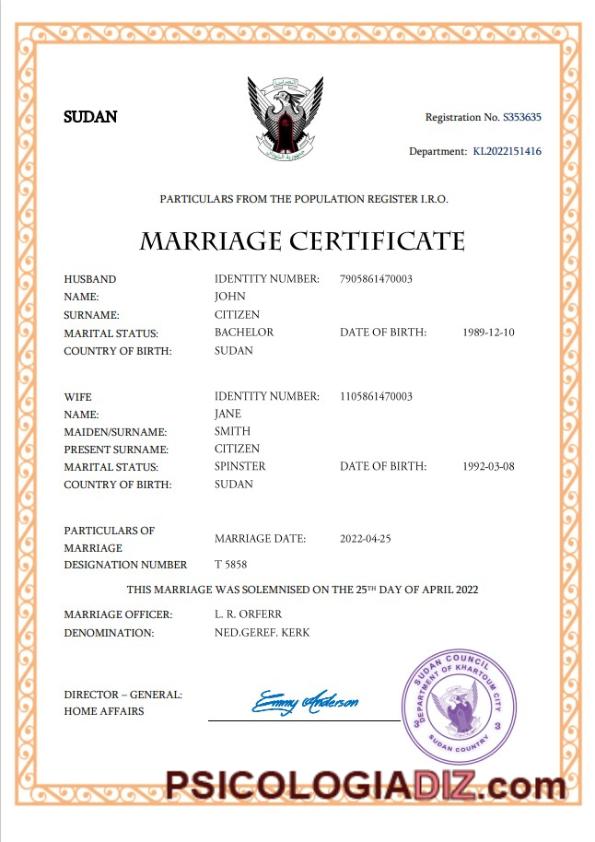 SUDAN
Registration No. S353635
Department: KL2022151416
PARTICULARS FROM THE POPULATION REGISTER I.R.O.
MARRIAGE CERTIFICATE
HUSBAND IDENTITY NUMBER: 7905861470003
NAME: JOHN
SURNAME: CITIZEN
MARITAL STATUS: BACHELOR DATE OF BIRTH: 1989-12-10
COUNTRY OF BIRTH: SUDAN
WIFE IDENTITY NUMBER: 1105861470003
NAME: JANE
MAIDEN/SURNAME: SMITH
PRESENT SURNAME: CITIZEN
MARITAL STATUS: SPINSTER DATE OF BIRTH: 1992-03-08
COUNTRY OF BIRTH: SUDAN
PARTICULARS OF
MARRIAGE MARRIAGE DATE: 2022-04-25
DESIGNATION NUMBER T 5858
THIS MARRIAGE WAS SOLEMNISED ON THE 25TH DAY OF APRIL 2022
MARRIAGE OFFICER: L. R. ORFERR
DENOMINATION: NED.GEREF. KERK
DIRECTOR – GENERAL:
HOME AFFAIRS
Emmy Anderson
SUDAN COUNCIL
DEPARTMENT OF KHARTOUM CITY
3 3
SUDAN COUNTRY
PSICOLOGIADIZ.com